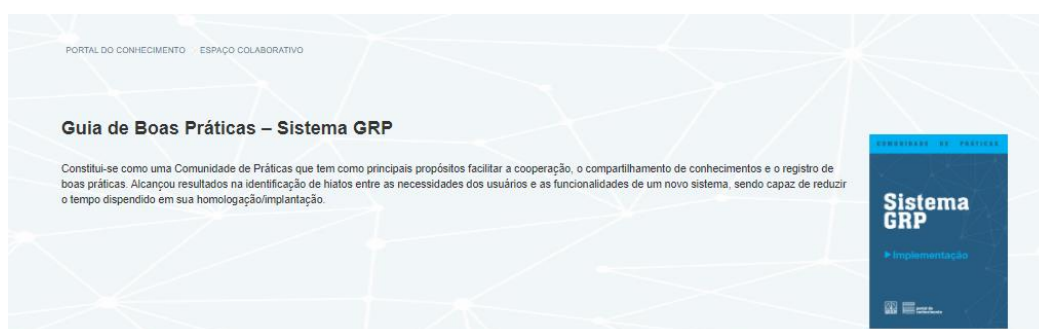 PORTAL DO CONHECIMENTO ESPAÇO COLABORATIVO
Guia de Boas Práticas – Sistema GRP
Constitui-se como uma Comunidade de Práticas que tem como principais propósitos facilitar a cooperação, o compartilhamento de conhecimentos e o registro de
boas práticas. Alcançou resultados na identificação de hiatos entre as necessidades dos usuários e as funcionalidades de um novo sistema, sendo capaz de reduzir
o tempo dispendido em sua homologação/implantação.
COMUNIDADE DE PRÁTICAS
Sistema
GRP
Implementação
portal do
conhecimento